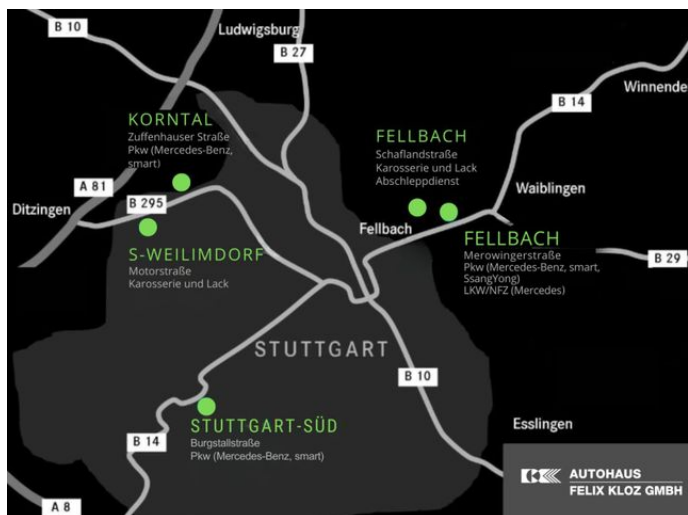 B 10
Ludwigsburg
B 27
Winnende
B 14
KORNTAL
Zuffenhauser Straße
Pkw (Mercedes-Benz,
smart)
FELLBACH
Schaflandstraße
Karosserie und Lack
Abschleppdienst
A 81
Waiblingen
B 295
Ditzingen
Fellbach
S-WEILIMDORF
Motorstraße
Karosserie und Lack
FELLBACH
Merowingerstraße
Pkw (Mercedes-Benz, smart,
SsangYong)
LKW/NFZ (Mercedes)
B 29
STUTTGART
B 10
STUTTGART-SÜD
Burgstallstraße
Pkw (Mercedes-Benz, smart)
Esslingen
B 14
A 8
AUTOHAUS
FELIX KLOZ GMBH